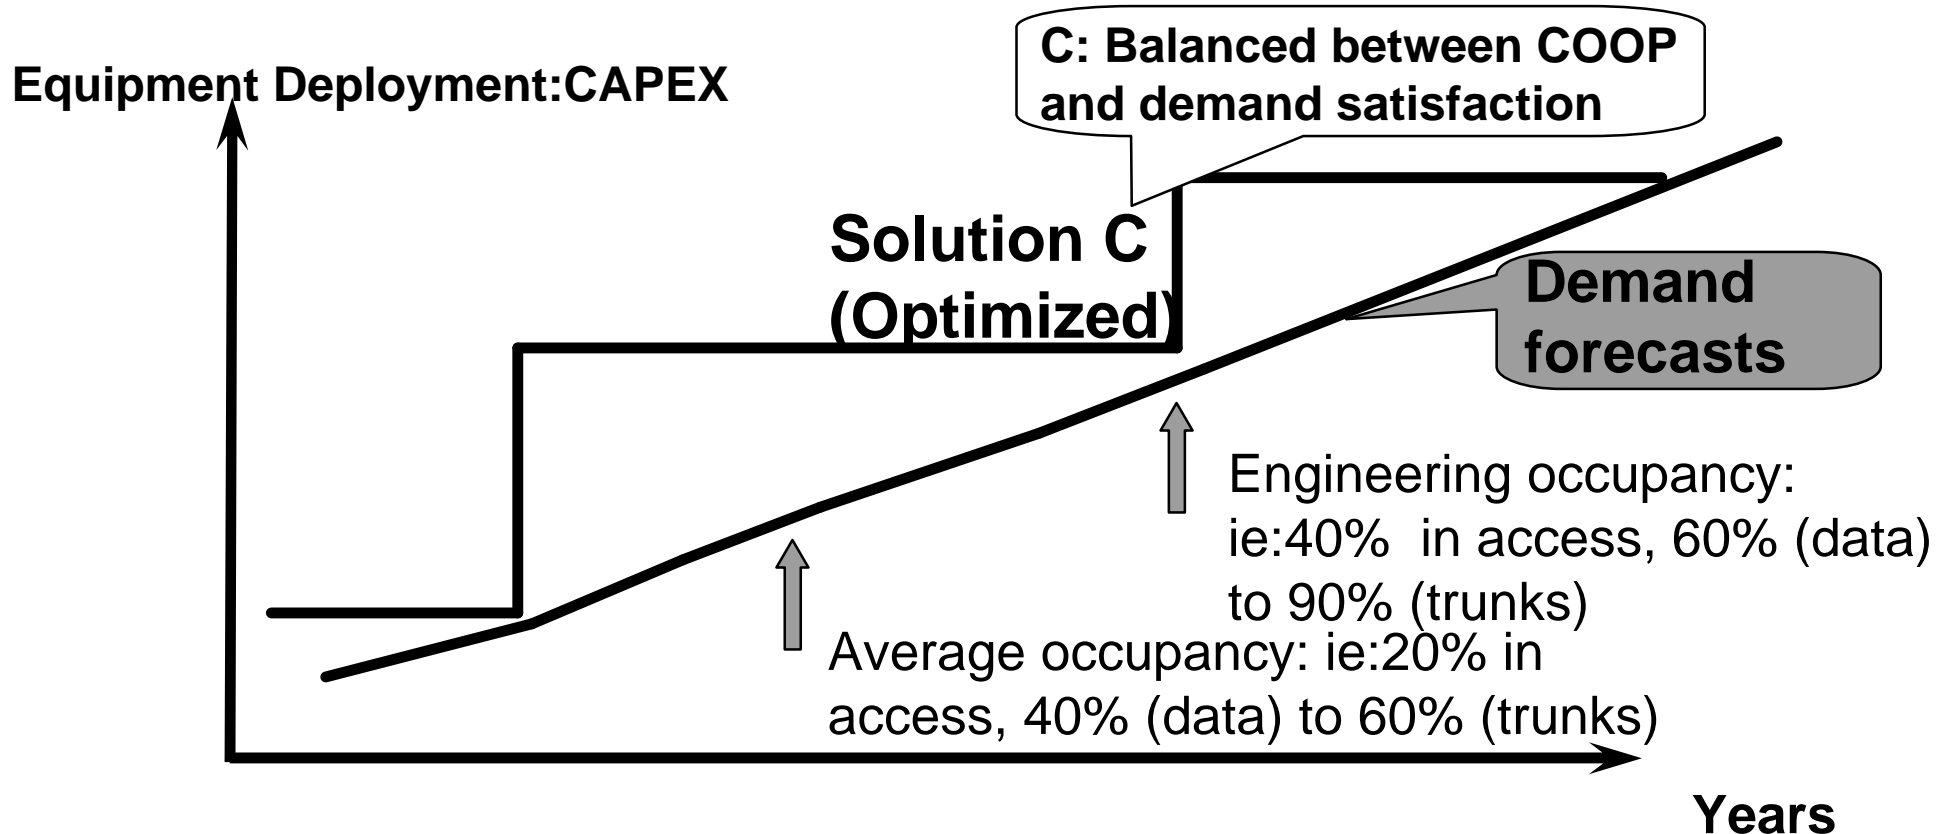 C: Balanced between COOP
and demand satisfaction
Equipment Deployment:CAPEX
Solution C
(Optimized)
Demand
forecasts
Engineering occupancy:
ie:40%  in access, 60% (data)
to 90% (trunks)
Average occupancy: ie:20% in
access, 40% (data) to 60% (trunks)
Years